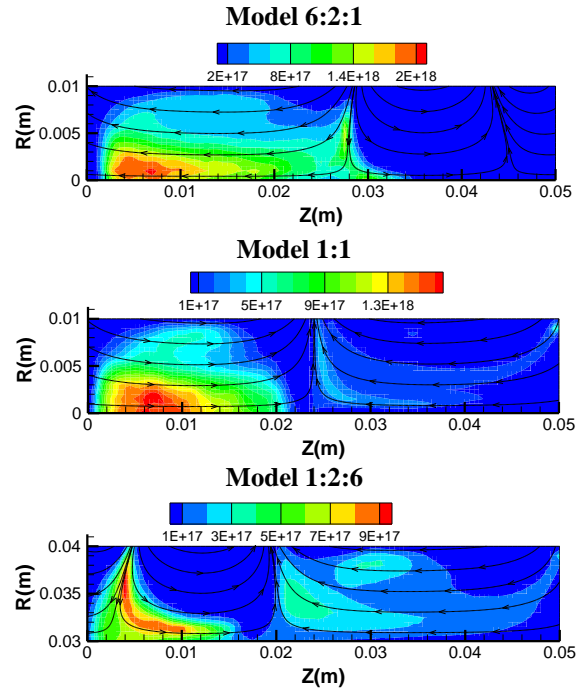 Model 6:2:1
2E+17 8E+17 1.4E+18 2E+18
0.01
0.005
0
R(m)
0 0.01 0.02 0.03 0.04 0.05
Z(m)
Model 1:1
1E+17 5E+17 9E+17 1.3E+18
0.01
0.005
0
R(m)
0 0.01 0.02 0.03 0.04 0.05
Z(m)
Model 1:2:6
1E+17 3E+17 5E+17 7E+17 9E+17
0.04
0.035
0.03
R(m)
0 0.01 0.02 0.03 0.04 0.05
Z(m)